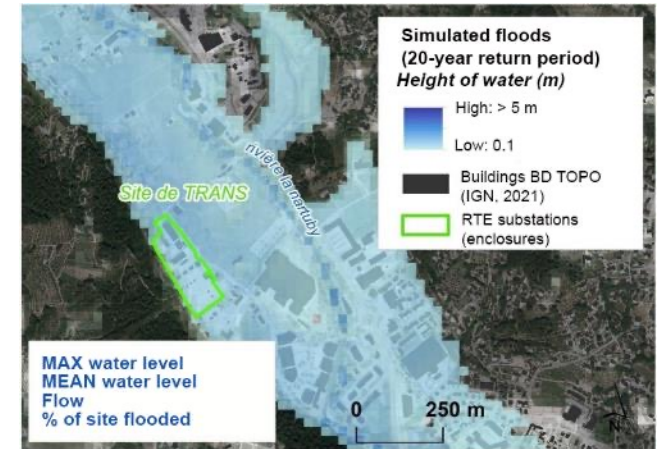 Simulated floods
(20-year return period)
Height of water (m)
High: > 5 m
Low: 0.1
Buildings BD TOPO
(IGN, 2021)
RTE substations
(enclosures)
rivière la nartuby
Site de TRANS
MAX water level
MEAN water level
Flow
% of site flooded
0 250 m
N